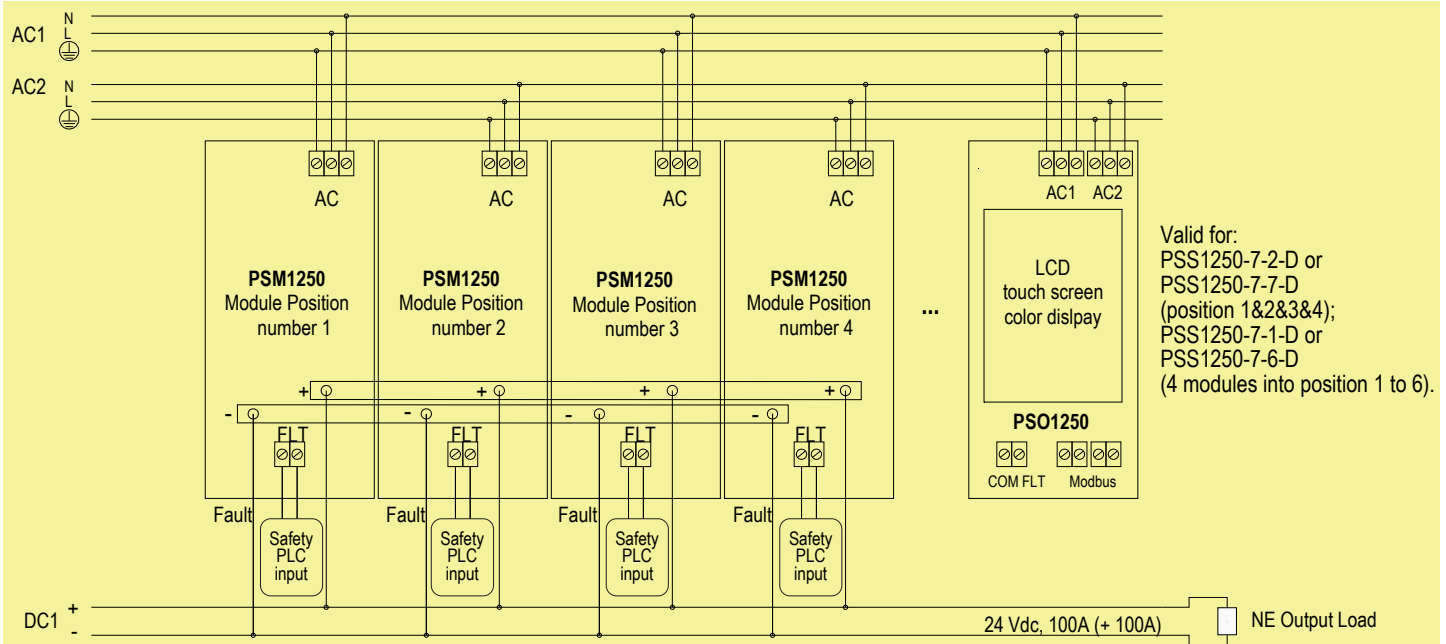 AC1 N
L
AC2 N
L
AC AC AC AC AC1 AC2
PSM1250
Module Position
number 1
PSM1250
Module Position
number 2
PSM1250
Module Position
number 3
PSM1250
Module Position
number 4
...
LCD
touch screen
color dislpay
PSO1250
COM FLT Modbus
Valid for:
PSS1250-7-2-D or
PSS1250-7-7-D
(position 1&2&3&4);
PSS1250-7-1-D or
PSS1250-7-6-D
(4 modules into position 1 to 6).
+ + + +
- - - -
FLT FLT FLT FLT
Fault Fault Fault Fault
Safety
PLC
input
Safety
PLC
input
Safety
PLC
input
Safety
PLC
input
DC1 +
-
24 Vdc, 100A (+ 100A)
NE Output Load